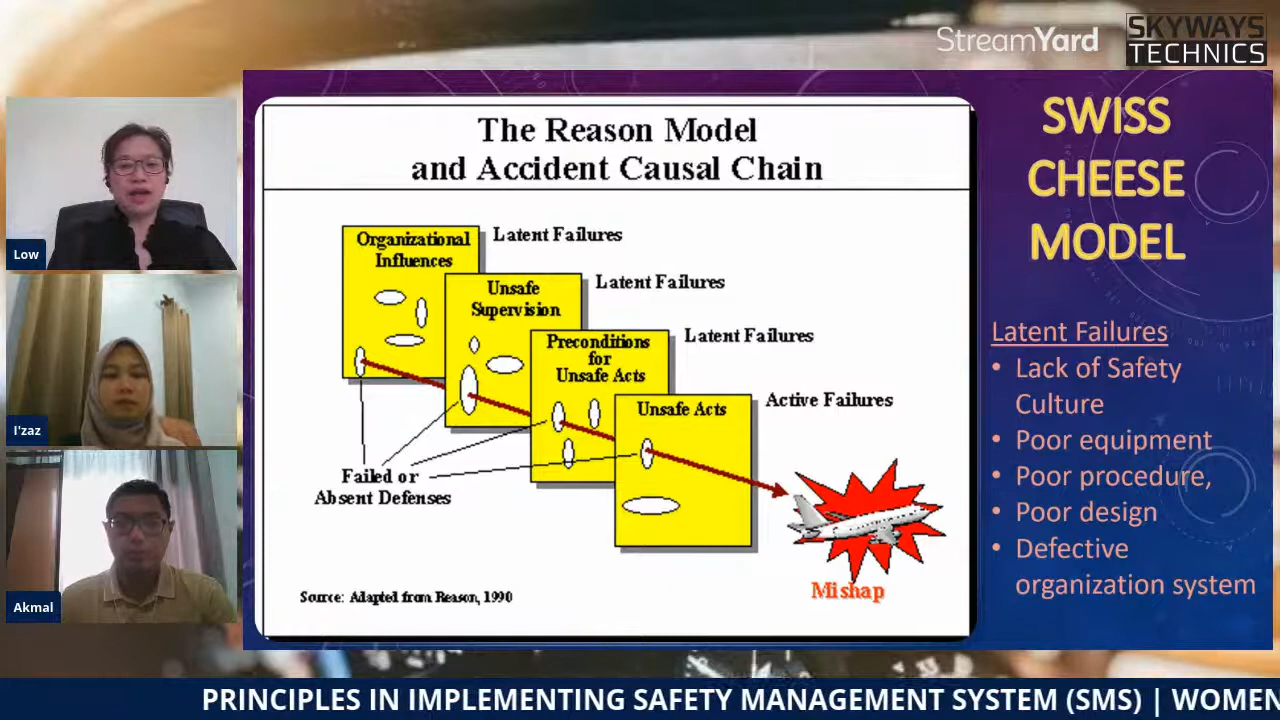 StreamYard
SKYWAYS
TECHNICS
Low
I'zaz
Akmal
The Reason Model
and Accident Causal Chain
Organizational
Influences
Latent Failures
Unsafe
Supervision
Latent Failures
Preconditions
for
Unsafe Acts
Latent Failures
Unsafe Acts
Active Failures
Failed or
Absent Defenses
Mishap
Source: Adapted from Reason, 1990
SWISS
CHEESE
MODEL
Latent Failures
• Lack of Safety
Culture
• Poor equipment
• Poor procedure,
• Poor design
• Defective
organization system
PRINCIPLES IN IMPLEMENTING SAFETY MANAGEMENT SYSTEM (SMS) | WOMEN